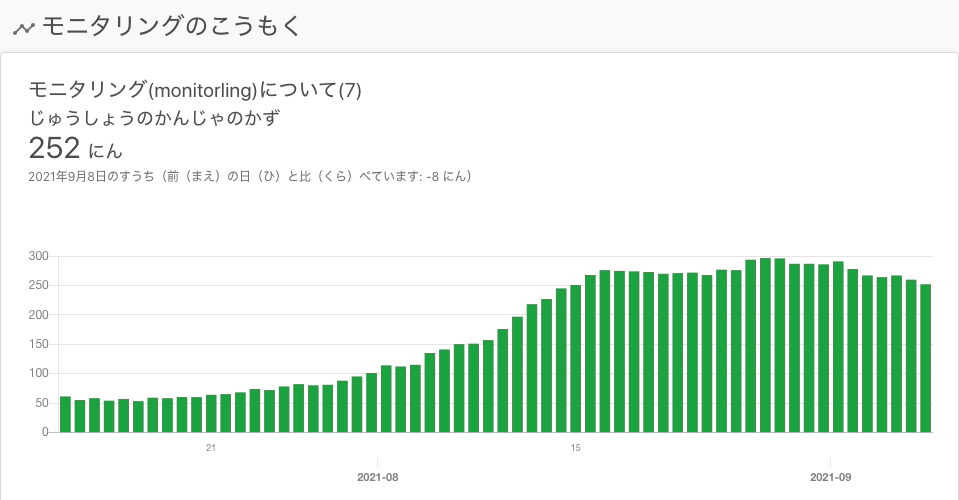 モニタリングのこうもく
モニタリング(monitorling)について(7)
じゅうしょうのかんじゃのかず
252 にん
2021年9月8日のすうち（前（まえ）の日（ひ）と比（くら）べています: -8 にん）
300
250
200
150
100
50
0
21
15
2021-08
2021-09